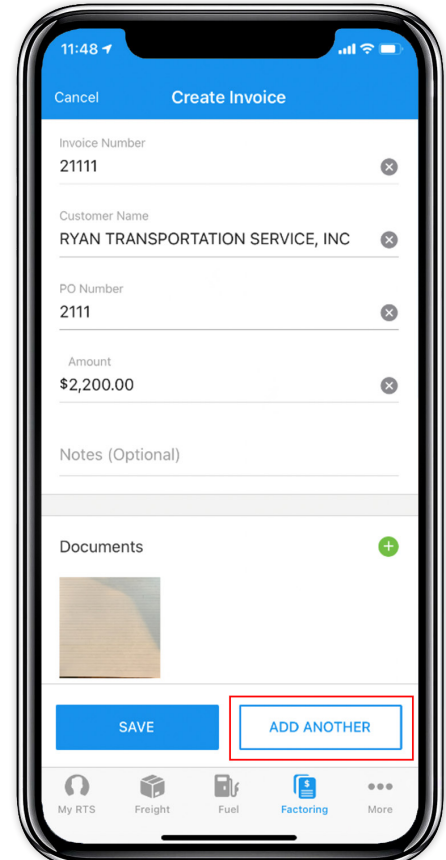 11:48
Cancel
Create Invoice
Invoice Number
21111
Customer Name
RYAN TRANSPORTATION SERVICE, INC
PO Number
2111
Amount
$2,200.00
Notes (Optional)
Documents
SAVE
ADD ANOTHER
My RTS
Freight
Fuel
Factoring
More